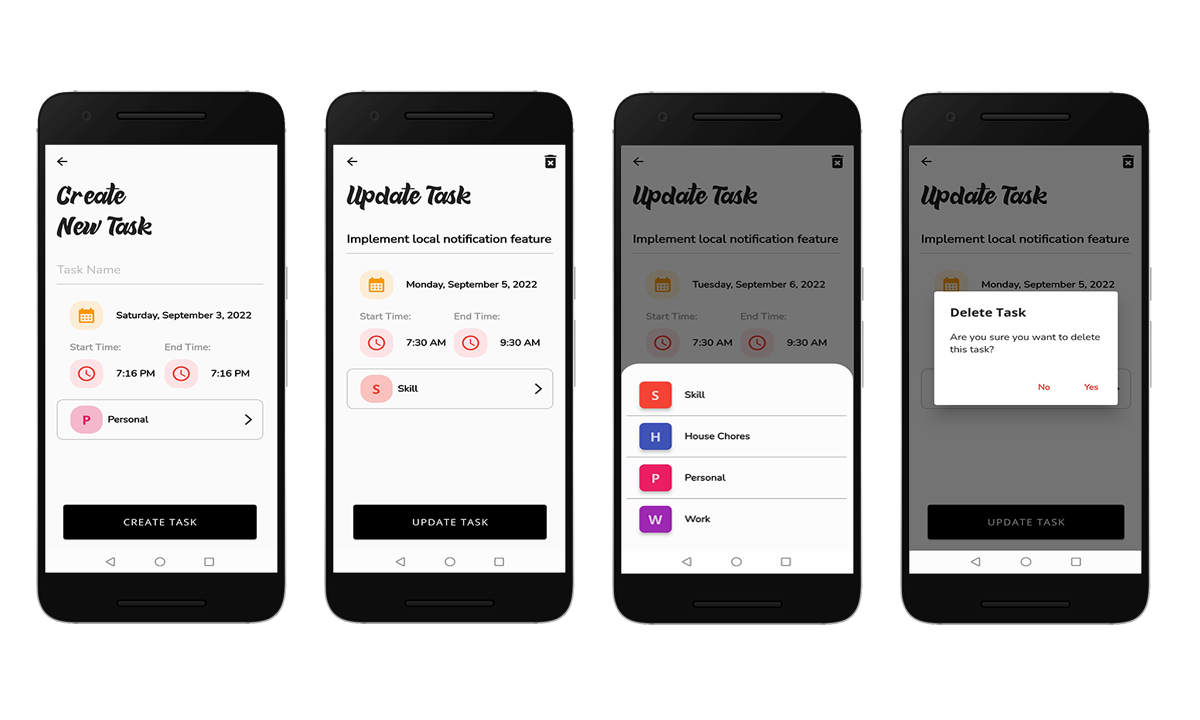 Create
New Task
Task Name
Saturday, September 3, 2022
Start Time: End Time:
7:16 PM 7:16 PM
P Personal
CREATE TASK
Update Task
Implement local notification feature
Monday, September 5, 2022
Start Time: End Time:
7:30 AM 9:30 AM
S Skill
UPDATE TASK
Update Task
Implement local notification feature
Tuesday, September 6, 2022
Start Time: End Time:
7:30 AM 9:30 AM
S Skill
H House Chores
P Personal
W Work
Update Task
Implement local notification feature
Monday, September 5, 2022
Delete Task
Are you sure you want to delete
this task?
No Yes
UPDATE TASK